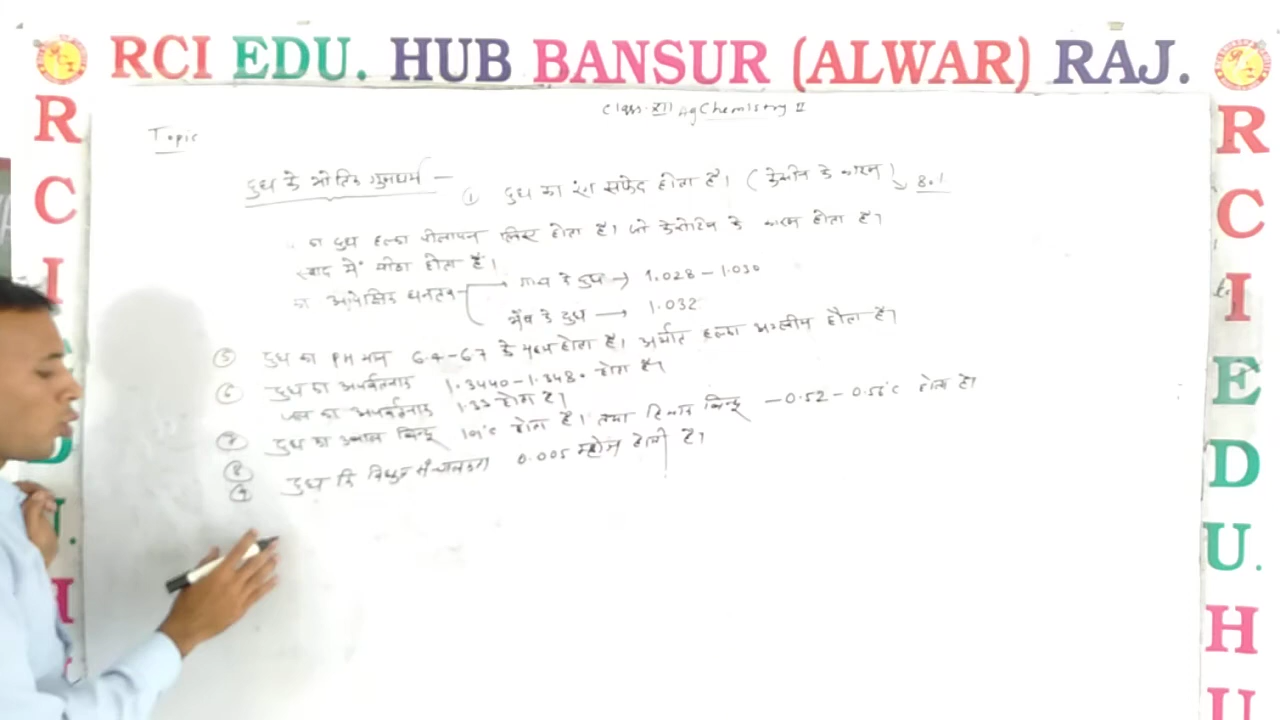 RCI EDU. HUB BANSUR (ALWAR) RAJ.
R C I E D U. H
Class-XII Ag Chemistry II
Topic
दुध के भौतिक गुणधर्म -
① दुध का रंग सफेद होता है। (केसीन के कारण) 8.1
का दुध हल्का पीलापन लिए होता है। जो केरोटिन के कारण होता है।
स्वाद में मीठा होता है।
का आपेक्षिक घनत्व
गाय के दुध → 1.028 - 1.030
भैंस के दुध → 1.032
⑤ दुध का PH मान 6.4-6.7 के मध्य होता है। अर्थात हल्का अम्लीय होता है।
⑥ दुध का अपवर्तनांक 1.3440-1.3480 होता है।
जल का अपवर्तनांक 1.33 होता है।
⑦ दुध का उबाल बिन्दू 101°C होता है। तथा हिमांक बिन्दू -0.52 - 0.56°C होता है।
⑧
⑨ दुध कि विधुत संचालकता 0.005 म्होज होती है।
R C I E D U. H U